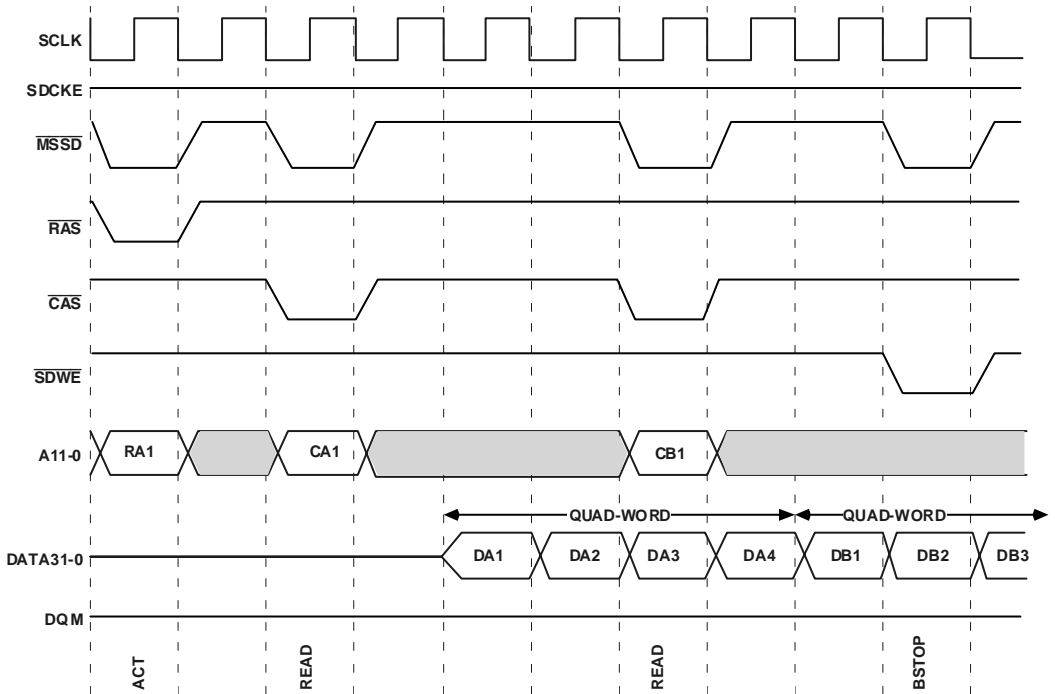 SCLK
SDCKE
MSSD
RAS
CAS
SDWE
A11-0 RA1 CA1 CB1
QUAD-WORD QUAD-WORD
DATA31-0 DA1 DA2 DA3 DA4 DB1 DB2 DB3
DQM
ACT READ READ BSTOP